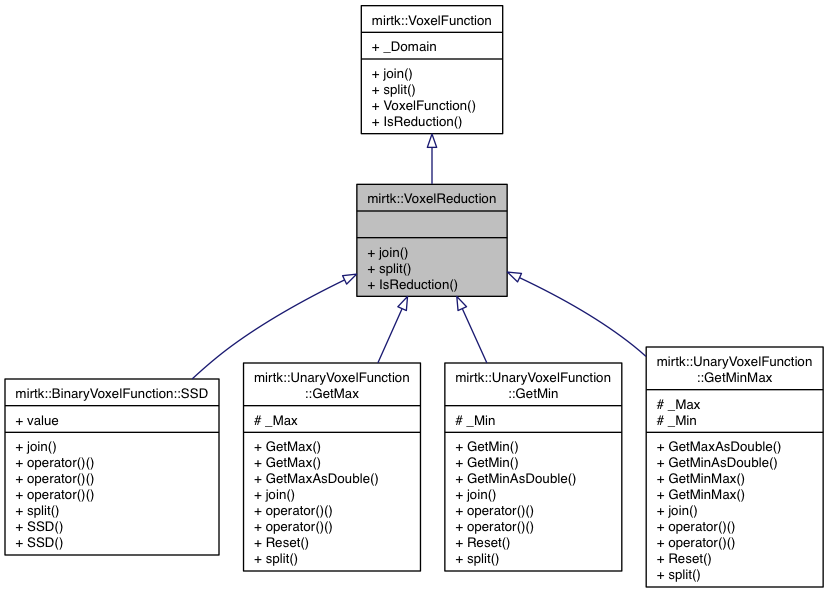 mirtk::VoxelFunction
+ _Domain
+ join()
+ split()
+ VoxelFunction()
+ IsReduction()
mirtk::VoxelReduction
+ join()
+ split()
+ IsReduction()
mirtk::BinaryVoxelFunction::SSD
+ value
+ join()
+ operator()()
+ operator()()
+ operator()()
+ split()
+ SSD()
+ SSD()
mirtk::UnaryVoxelFunction
::GetMax
# _Max
+ GetMax()
+ GetMax()
+ GetMaxAsDouble()
+ join()
+ operator()()
+ operator()()
+ Reset()
+ split()
mirtk::UnaryVoxelFunction
::GetMin
# _Min
+ GetMin()
+ GetMin()
+ GetMinAsDouble()
+ join()
+ operator()()
+ operator()()
+ Reset()
+ split()
mirtk::UnaryVoxelFunction
::GetMinMax
# _Max
# _Min
+ GetMaxAsDouble()
+ GetMinAsDouble()
+ GetMinMax()
+ GetMinMax()
+ join()
+ operator()()
+ operator()()
+ Reset()
+ split()